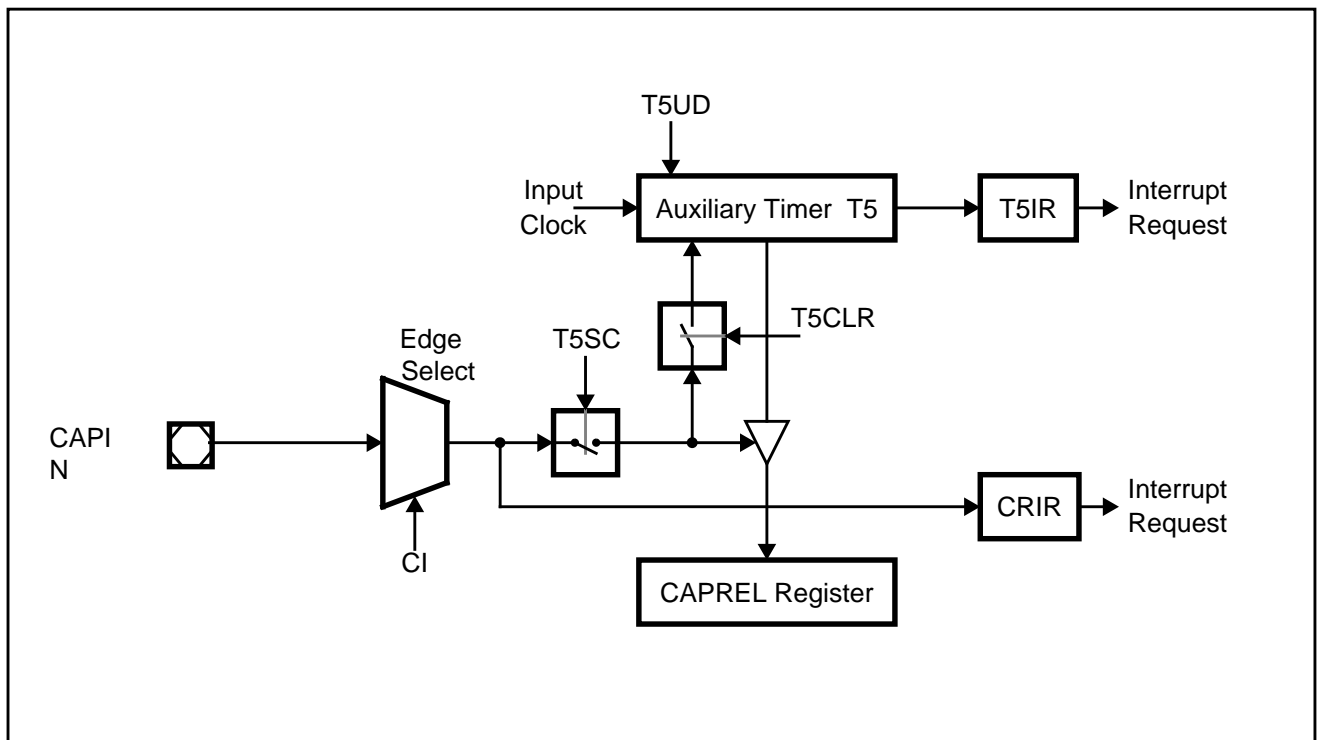 T5UD
Input
Clock
Auxiliary Timer T5
T5IR
Interrupt
Request
T5CLR
Edge
Select
T5SC
CAPI
N
CRIR
Interrupt
Request
CI
CAPREL Register